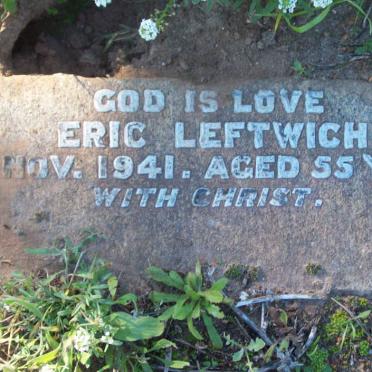 GOD IS LOVE
ERIC LEFTWICH
NOV. 1941. AGED 55 Y
WITH CHRIST.